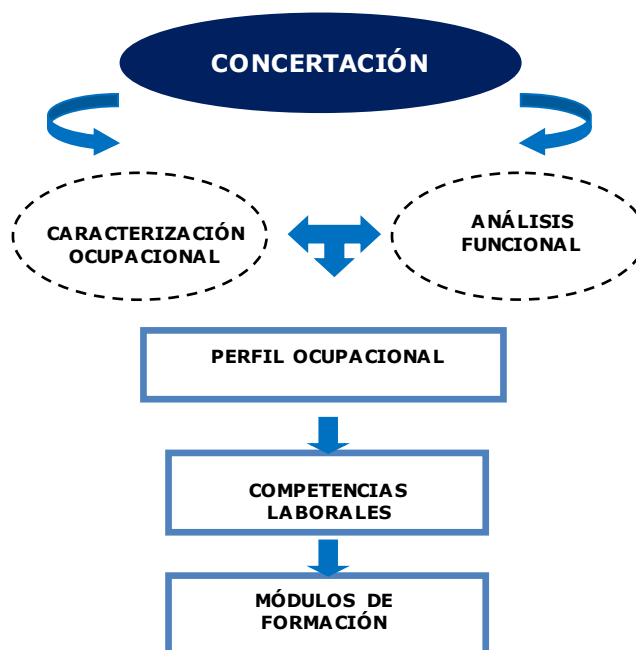 CONCERTACIÓN
CARACTERIZACIÓN
OCUPACIONAL
ANÁLISIS
FUNCIONAL
PERFIL OCUPACIONAL
COMPETENCIAS
LABORALES
MÓDULOS DE
FORMACIÓN